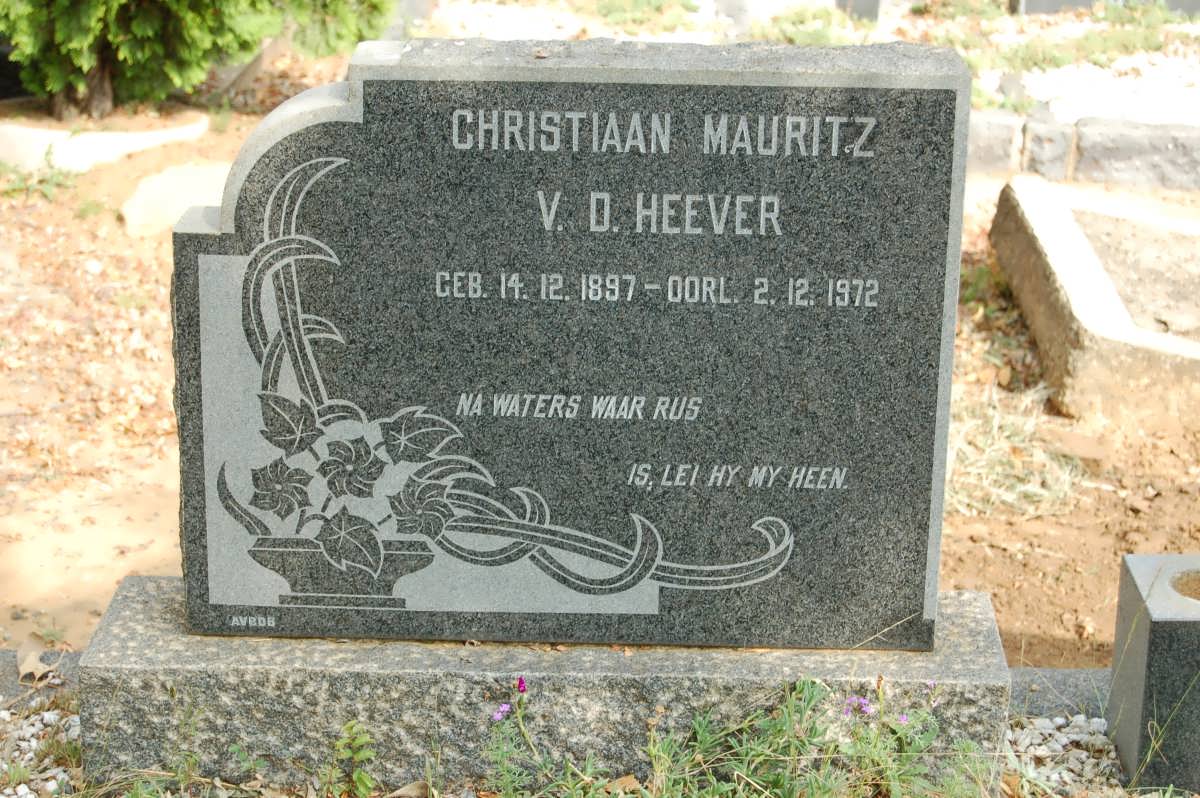 CHRISTIAAN MAURITZ
V. D. HEEVER
GEB. 14. 12. 1897 - OORL. 2. 12. 1972
NA WATERS WAAR RUS
IS, LEI HY MY HEEN.
AVBOB